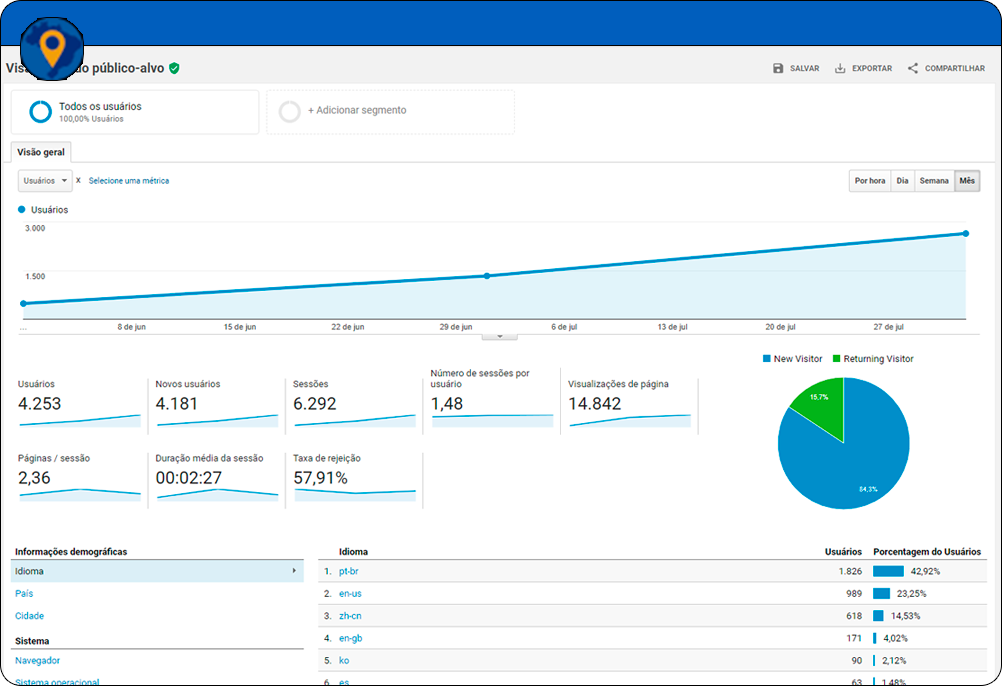 Vis do público-alvo
SALVAR EXPORTAR COMPARTILHAR
Todos os usuários
100,00% Usuários
+ Adicionar segmento
Visão geral
Usuários x Selecione uma métrica
Por hora Dia Semana Mês
Usuários
3.000
1.500
... 8 de jun 15 de jun 22 de jun 29 de jun 6 de jul 13 de jul 20 de jul 27 de jul
New Visitor Returning Visitor
15.7%
84,3%
Usuários
4.253
Novos usuários
4.181
Sessões
6.292
Número de sessões por
usuário
1,48
Visualizações de página
14.842
Páginas / sessão
2,36
Duração média da sessão
00:02:27
Taxa de rejeição
57,91%
Informações demográficas
Idioma
País
Cidade
Sistema
Navegador
Sistema operacional
Idioma Usuários Porcentagem do Usuários
1. pt-br 1.826 42,92%
2. en-us 989 23,25%
3. zh-cn 618 14,53%
4. en-gb 171 4,02%
5. ko 90 2,12%
6. es 63 1,48%